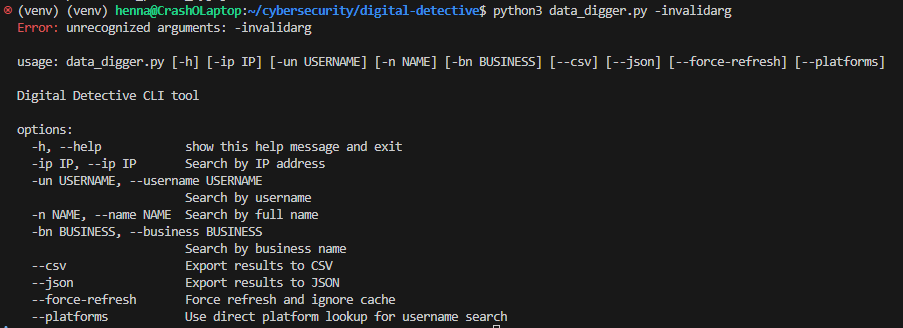 (venv) (venv) henna@CrashOLaptop:~/cybersecurity/digital-detective$ python3 data_digger.py -invalidarg
Error: unrecognized arguments: -invalidarg
usage: data_digger.py [-h] [-ip IP] [-un USERNAME] [-n NAME] [-bn BUSINESS] [--csv] [--json] [--force-refresh] [--platforms]
Digital Detective CLI tool
options:
-h, --help show this help message and exit
-ip IP, --ip IP Search by IP address
-un USERNAME, --username USERNAME
Search by username
-n NAME, --name NAME Search by full name
-bn BUSINESS, --business BUSINESS
Search by business name
--csv Export results to CSV
--json Export results to JSON
--force-refresh Force refresh and ignore cache
--platforms Use direct platform lookup for username search